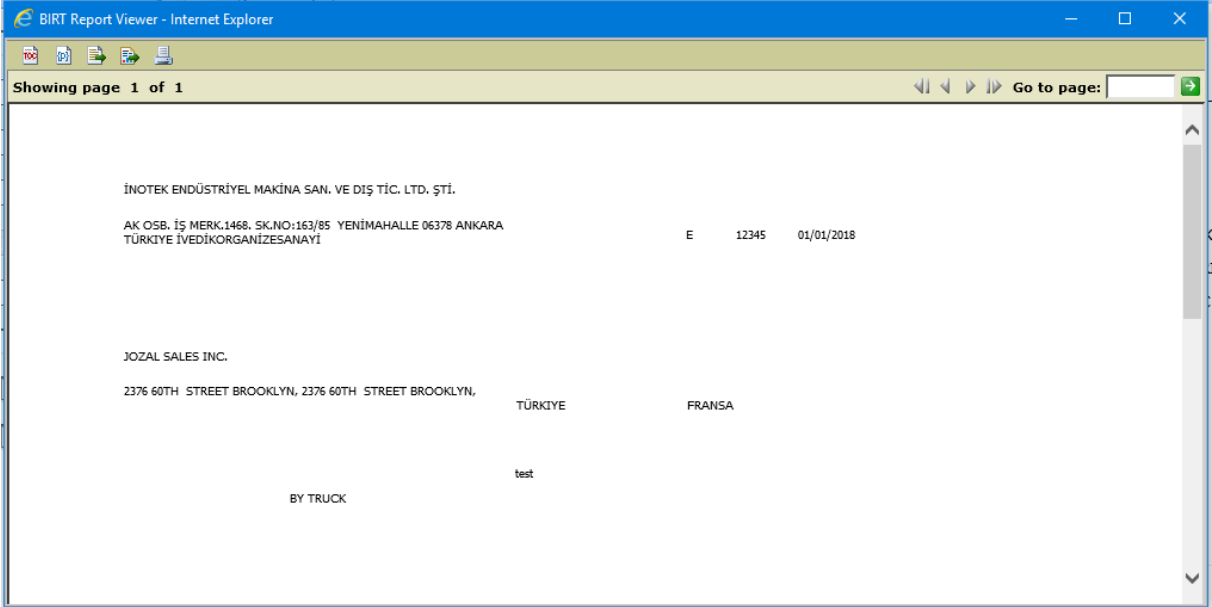 BIRT Report Viewer - Internet Explorer
TOC
Showing page 1 of 1
Go to page:
İNOTEK ENDÜSTRİYEL MAKİNA SAN. VE DIŞ TİC. LTD. ŞTİ.
AK OSB. İŞ MERK.1468. SK.NO:163/85 YENİMAHALLE 06378 ANKARA
TÜRKIYE İVEDİKORGANİZESANAYİ
E 12345 01/01/2018
JOZAL SALES INC.
2376 60TH STREET BROOKLYN, 2376 60TH STREET BROOKLYN,
TÜRKIYE FRANSA
test
BY TRUCK